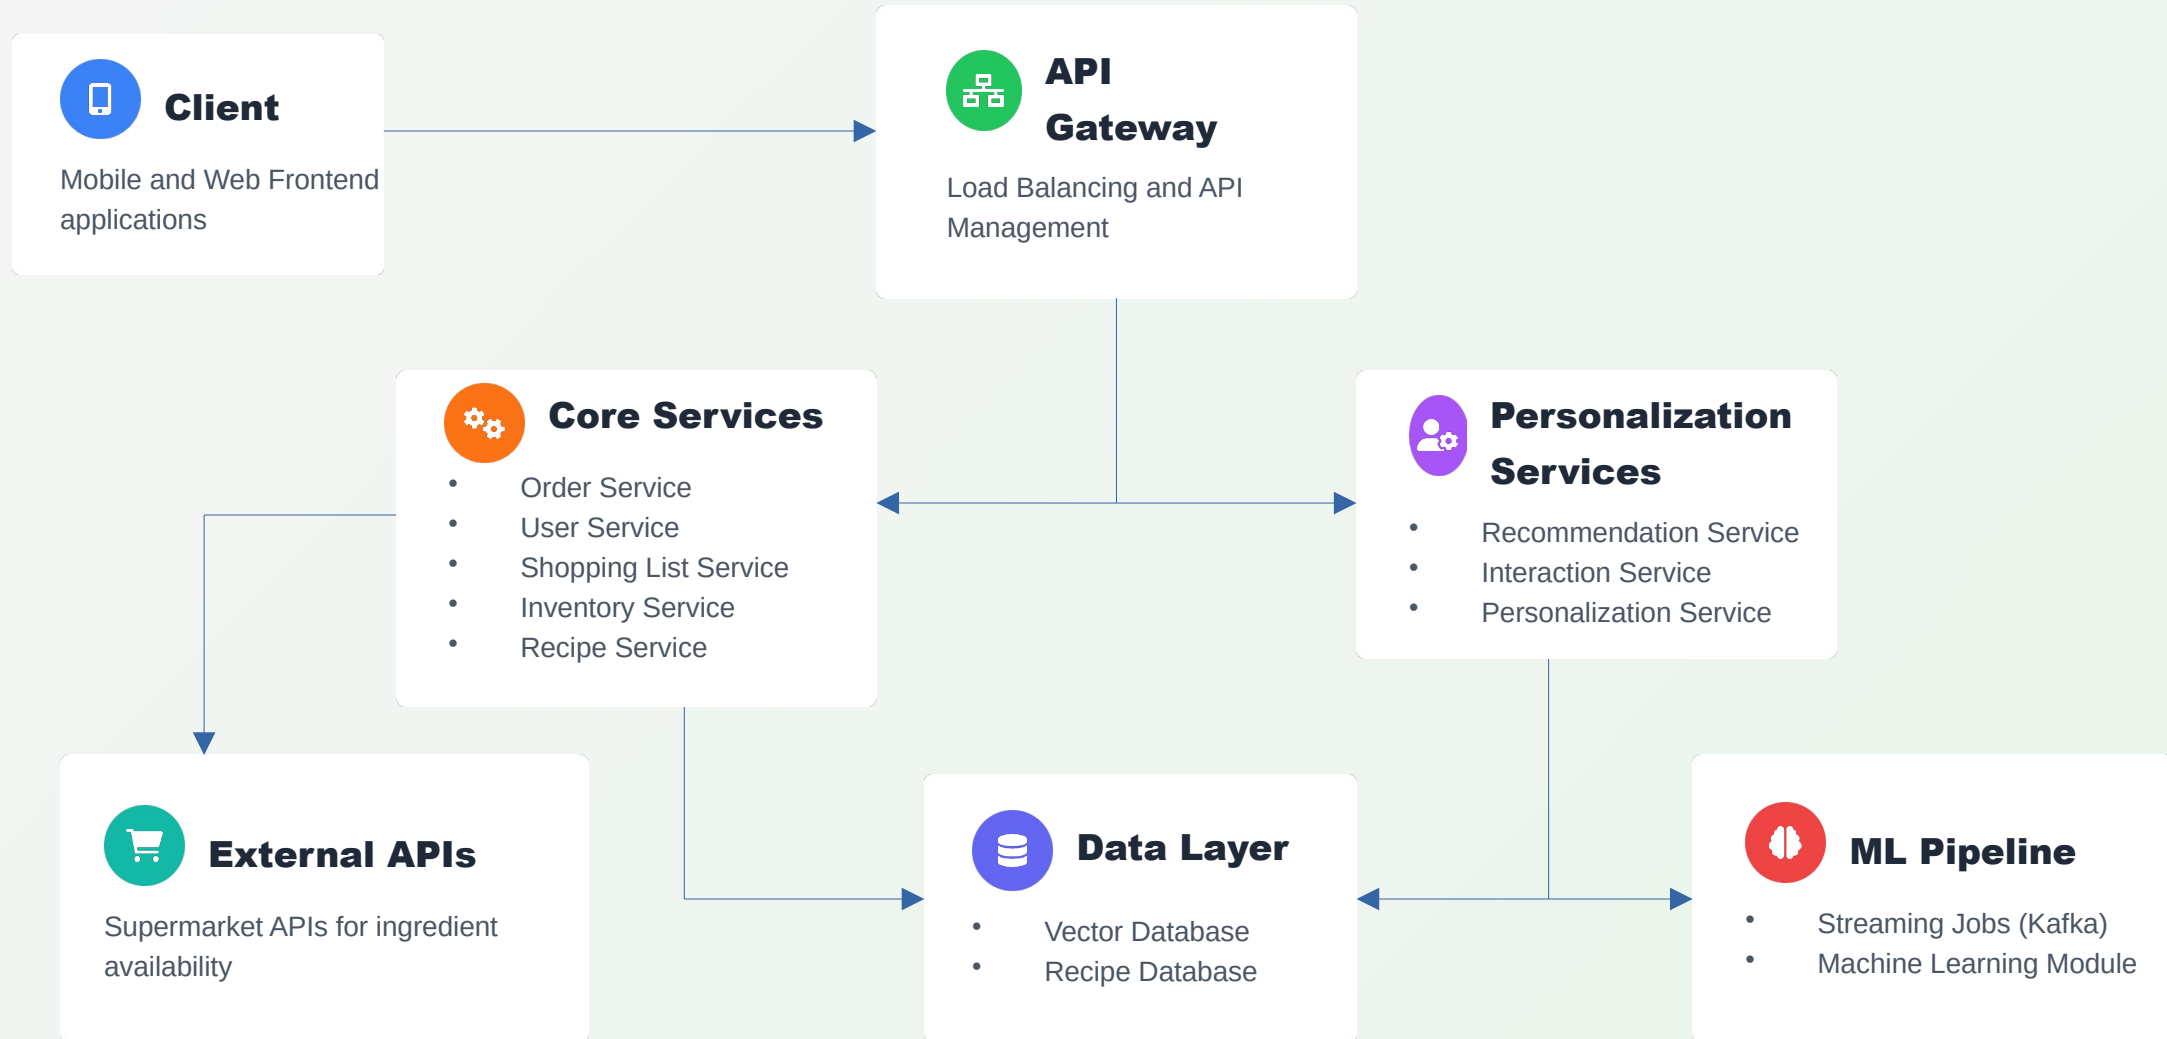 Client
Mobile and Web Frontend
applications
API
Gateway
Load Balancing and API
Management
Core Services
• Order Service
• User Service
• Shopping List Service
• Inventory Service
• Recipe Service
Personalization
Services
• Recommendation Service
• Interaction Service
• Personalization Service
External APIs
Supermarket APIs for ingredient
availability
Data Layer
• Vector Database
• Recipe Database
ML Pipeline
• Streaming Jobs (Kafka)
• Machine Learning Module